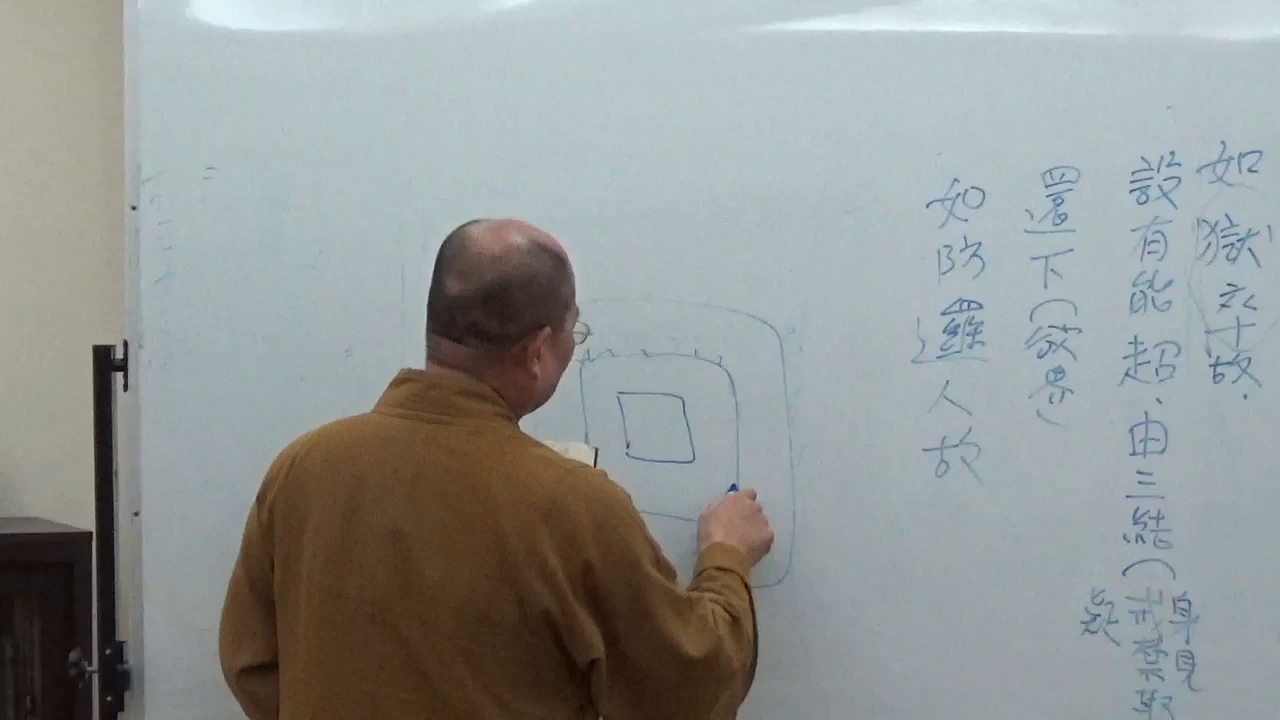 如獄卒故.
設有能超.由三結(
身見
戒禁取
疑
還下(欲界)
如防邏人故